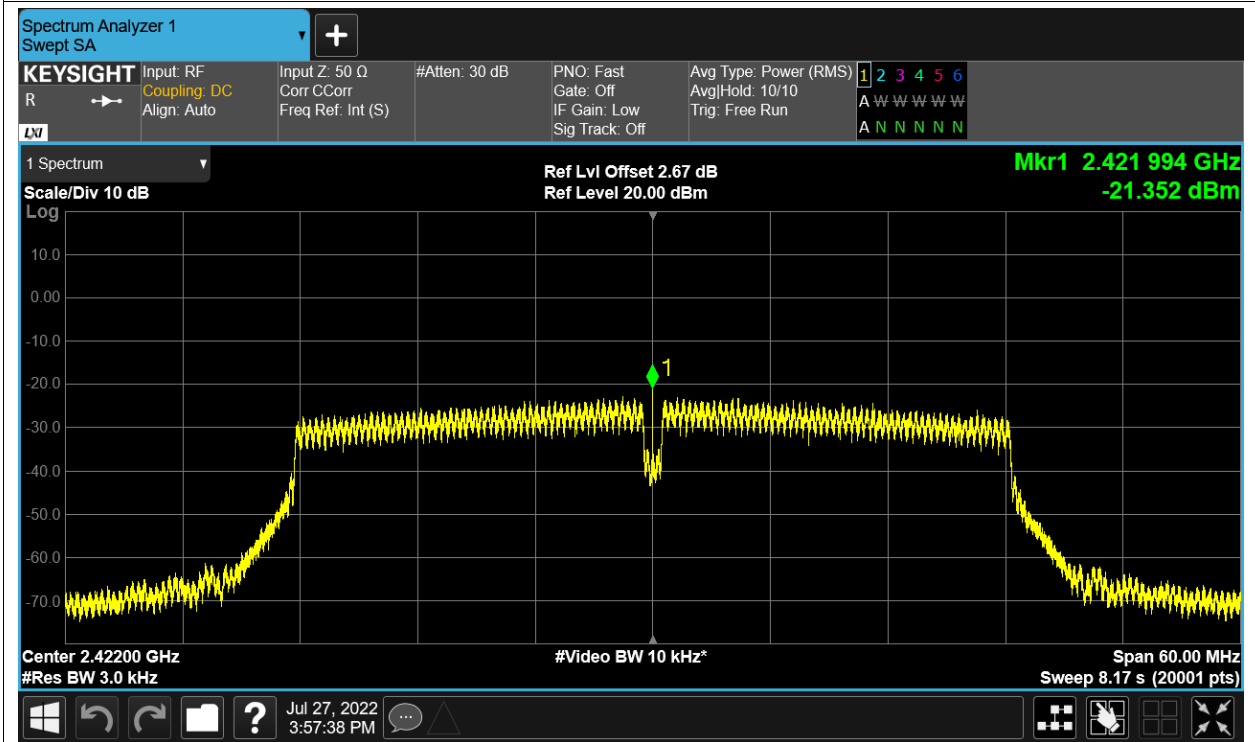 Spectrum Analyzer 1
Swept SA
+
KEYSIGHT
R
LXI
Input: RF
Coupling: DC
Align: Auto
Input Z: 50 Ω
Corr CCorr
Freq Ref: Int (S)
#Atten: 30 dB
PNO: Fast
Gate: Off
IF Gain: Low
Sig Track: Off
Avg Type: Power (RMS)
Avg|Hold: 10/10
Trig: Free Run
1 2 3 4 5 6
A W W W W W
A N N N N N
1 Spectrum
Scale/Div 10 dB
Log
Ref Lvl Offset 2.67 dB
Ref Level 20.00 dBm
Mkr1 2.421 994 GHz
-21.352 dBm
10.0
0.00
-10.0
-20.0
-30.0
-40.0
-50.0
-60.0
-70.0
1
Center 2.42200 GHz
#Res BW 3.0 kHz
#Video BW 10 kHz*
Span 60.00 MHz
Sweep 8.17 s (20001 pts)
?
Jul 27, 2022
3:57:38 PM